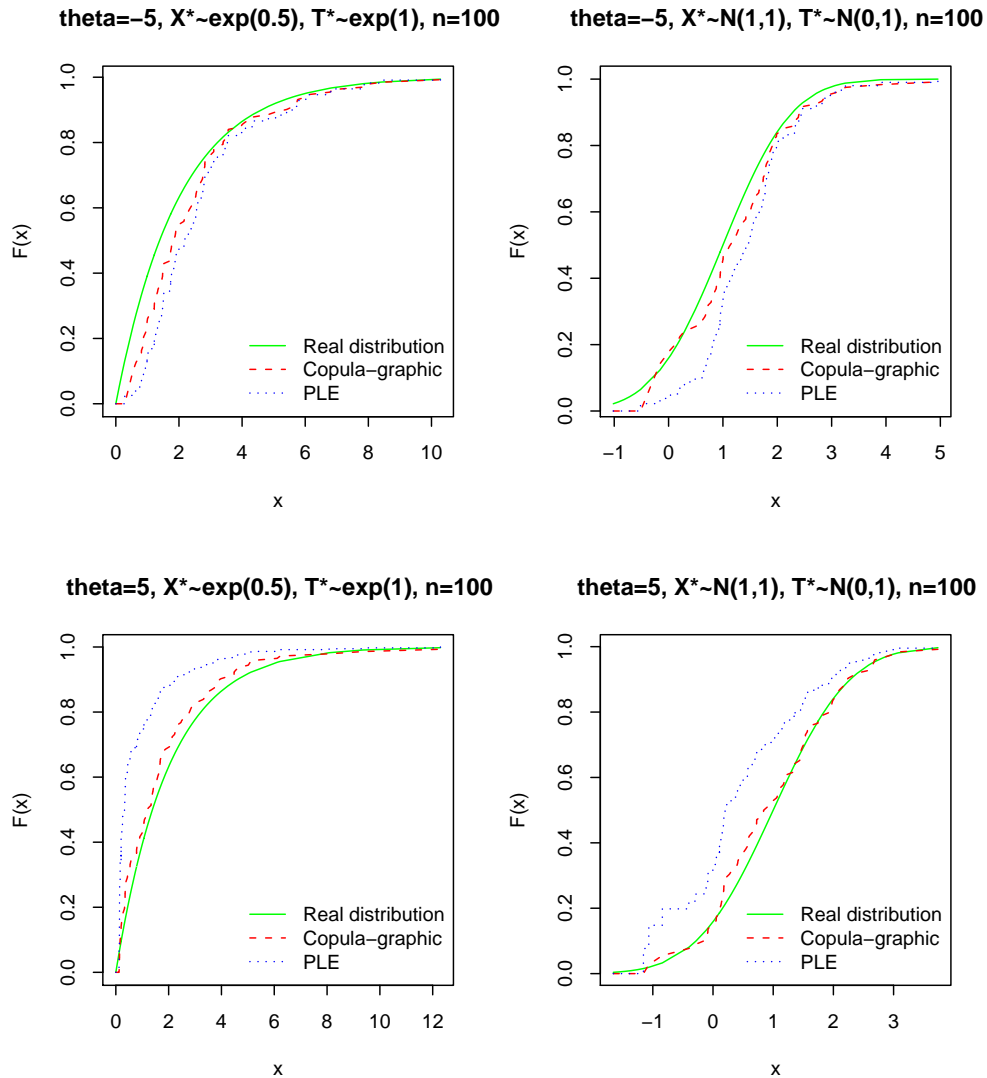 theta=−5, X*~exp(0.5), T*~exp(1), n=100
F(x)
0.0 0.2 0.4 0.6 0.8 1.0
Real distribution
Copula−graphic
PLE
0 2 4 6 8 10
x
theta=−5, X*~N(1,1), T*~N(0,1), n=100
F(x)
0.0 0.2 0.4 0.6 0.8 1.0
Real distribution
Copula−graphic
PLE
−1 0 1 2 3 4 5
x
theta=5, X*~exp(0.5), T*~exp(1), n=100
F(x)
0.0 0.2 0.4 0.6 0.8 1.0
Real distribution
Copula−graphic
PLE
0 2 4 6 8 10 12
x
theta=5, X*~N(1,1), T*~N(0,1), n=100
F(x)
0.0 0.2 0.4 0.6 0.8 1.0
Real distribution
Copula−graphic
PLE
−1 0 1 2 3
x